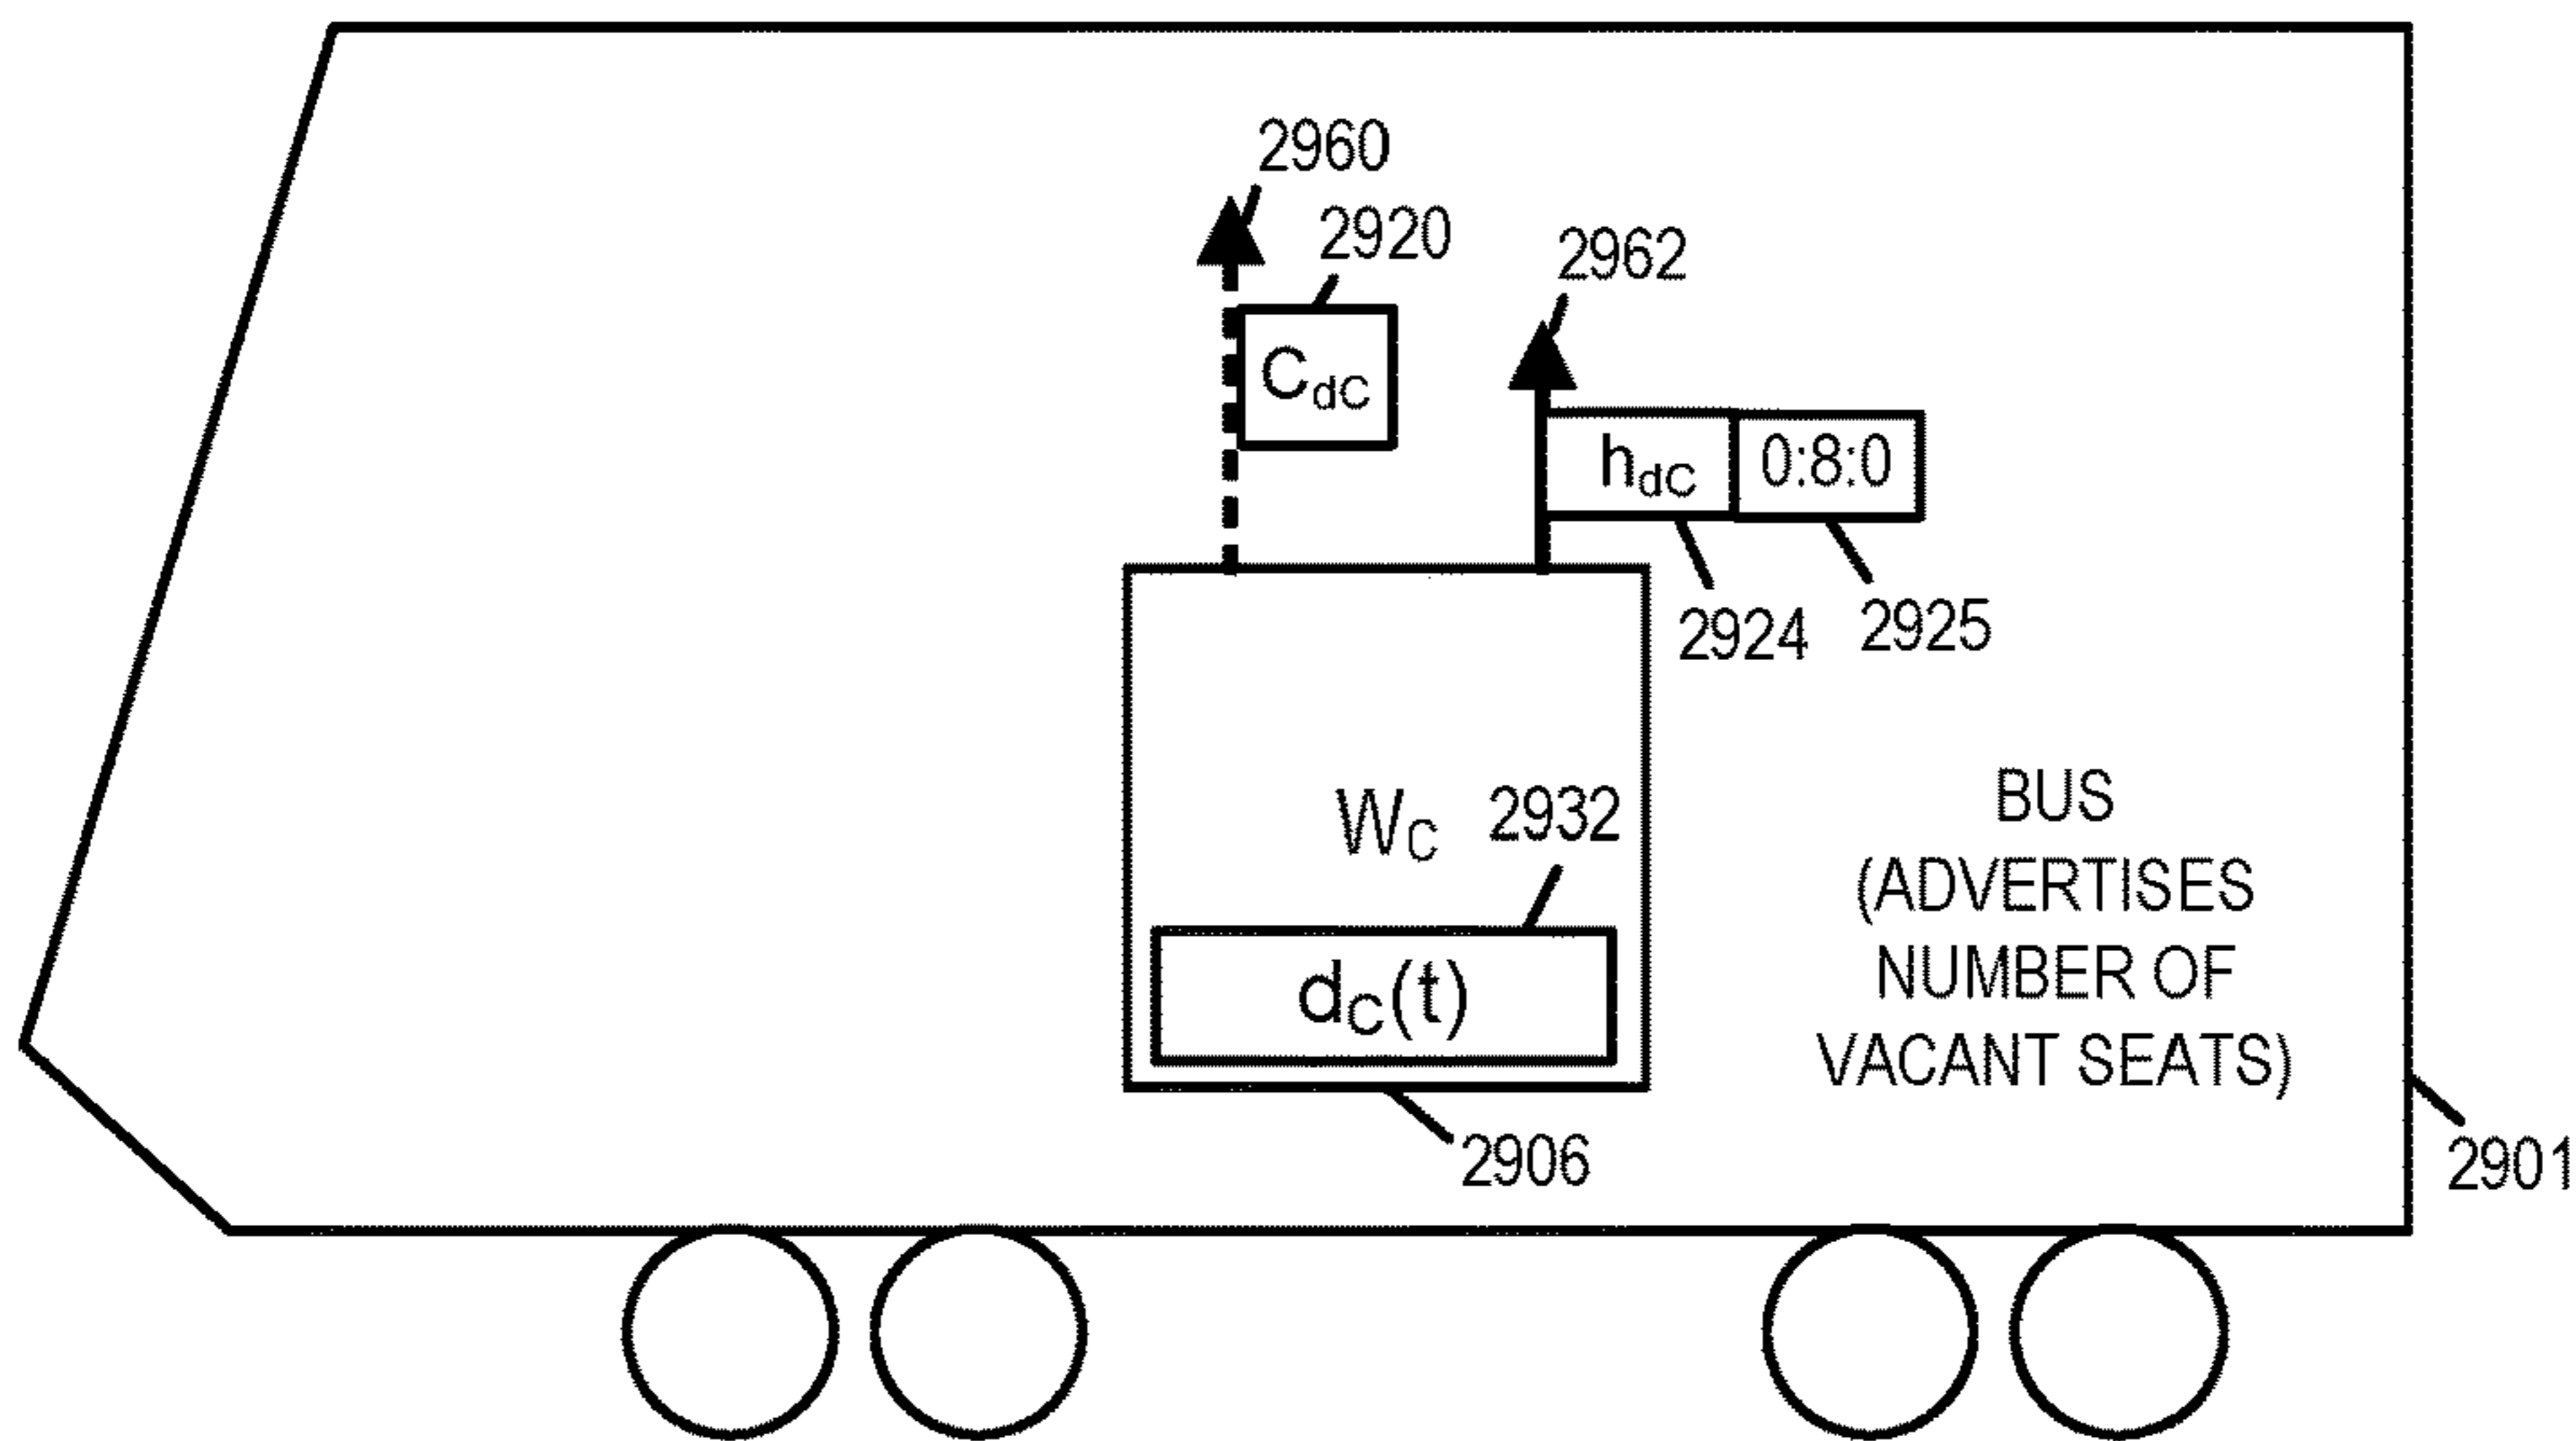 2960
2920
2962
CdC
hdC 0:8:0
2924
2925
BUS
(ADVERTISES
NUMBER OF
VACANT SEATS)
WC
2932
dC(t)
2906
2901